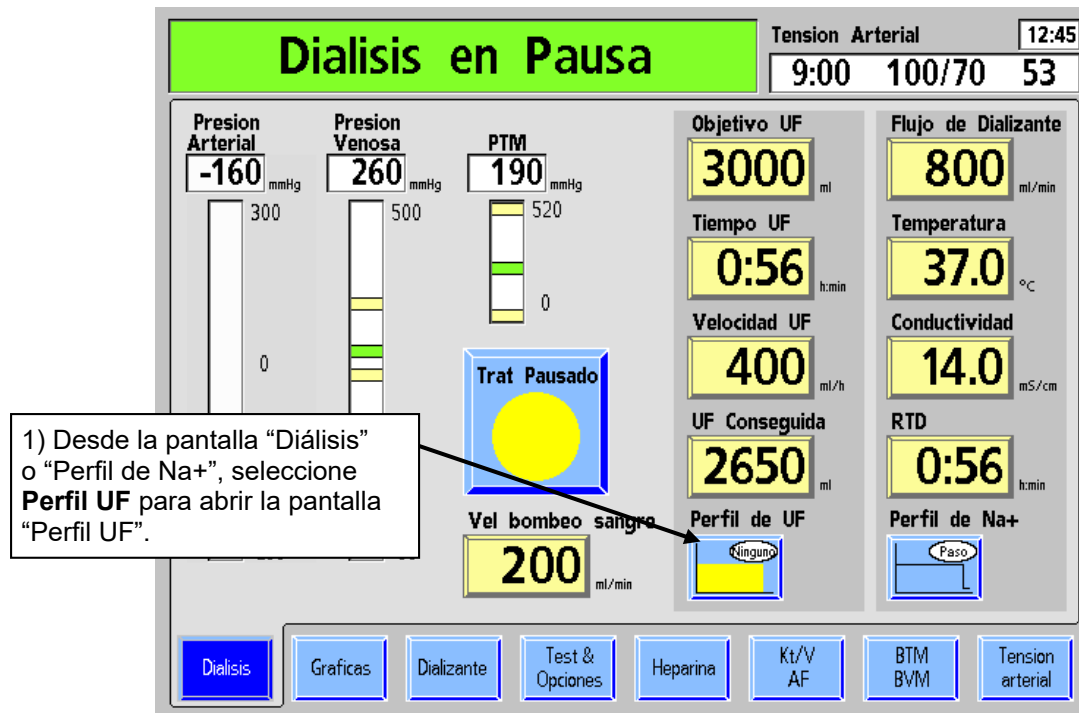 Dialisis en Pausa
Tension Arterial
12:45
9:00 100/70 53
Presion Arterial
-160 mmHg
300
0
Presion Venosa
260 mmHg
500
PTM
190 mmHg
520
0
Trat Pausado
Vel bombeo sangre
200 ml/min
Objetivo UF
3000 ml
Tiempo UF
0:56 h:min
Velocidad UF
400 ml/h
UF Conseguida
2650 ml
Perfil de UF
Ninguno
Flujo de Dializante
800 ml/min
Temperatura
37.0 °C
Conductividad
14.0 mS/cm
RTD
0:56 h:min
Perfil de Na+
Paso
1) Desde la pantalla “Diálisis”
o “Perfil de Na+”, seleccione
Perfil UF para abrir la pantalla
“Perfil UF”.
Dialisis
Graficas
Dializante
Test &
Opciones
Heparina
Kt/V
AF
BTM
BVM
Tension
arterial